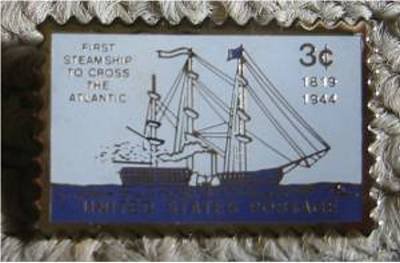 FIRST
STEAMSHIP
TO CROSS
THE
ATLANTIC
3¢
1819
1944
UNITED STATES POSTAGE